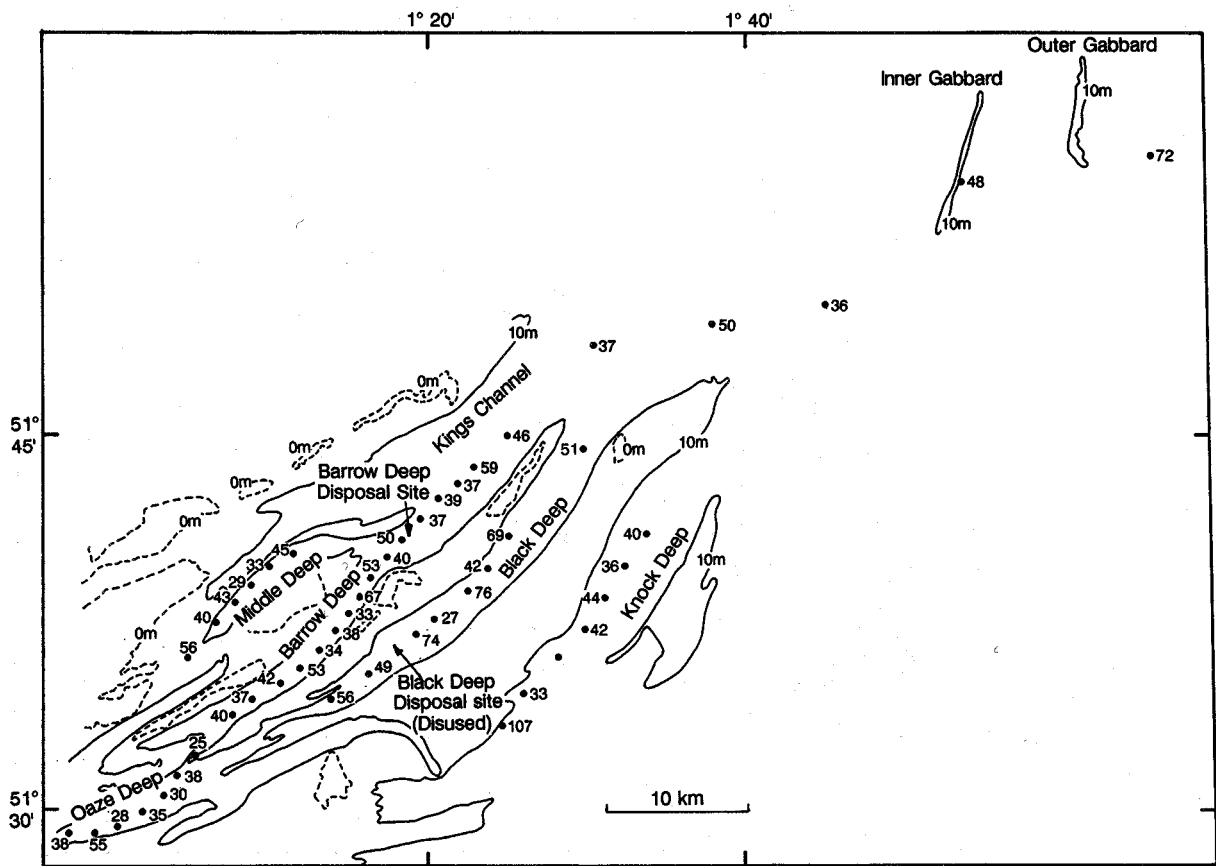 1° 20'
1° 40'
Outer Gabbard
Inner Gabbard
10m
72
48
10m
36
50
10m
37
0m
Kings Channel
51°
45'
46
0m
51
0m
10m
59
Barrow Deep
Disposal Site
37
0m
39
0m
37
69
Black Deep
50
40
40
10m
45
33
53
42
36
Knock Deep
29
Middle Deep
67
76
44
43
Barrow Deep
33
27
40
38
74
42
0m
34
56
53
49
Black Deep
Disposal site
(Disused)
42
56
33
37
40
107
25
38
Oaze Deep
30
10 km
51°
30'
35
28
55
38